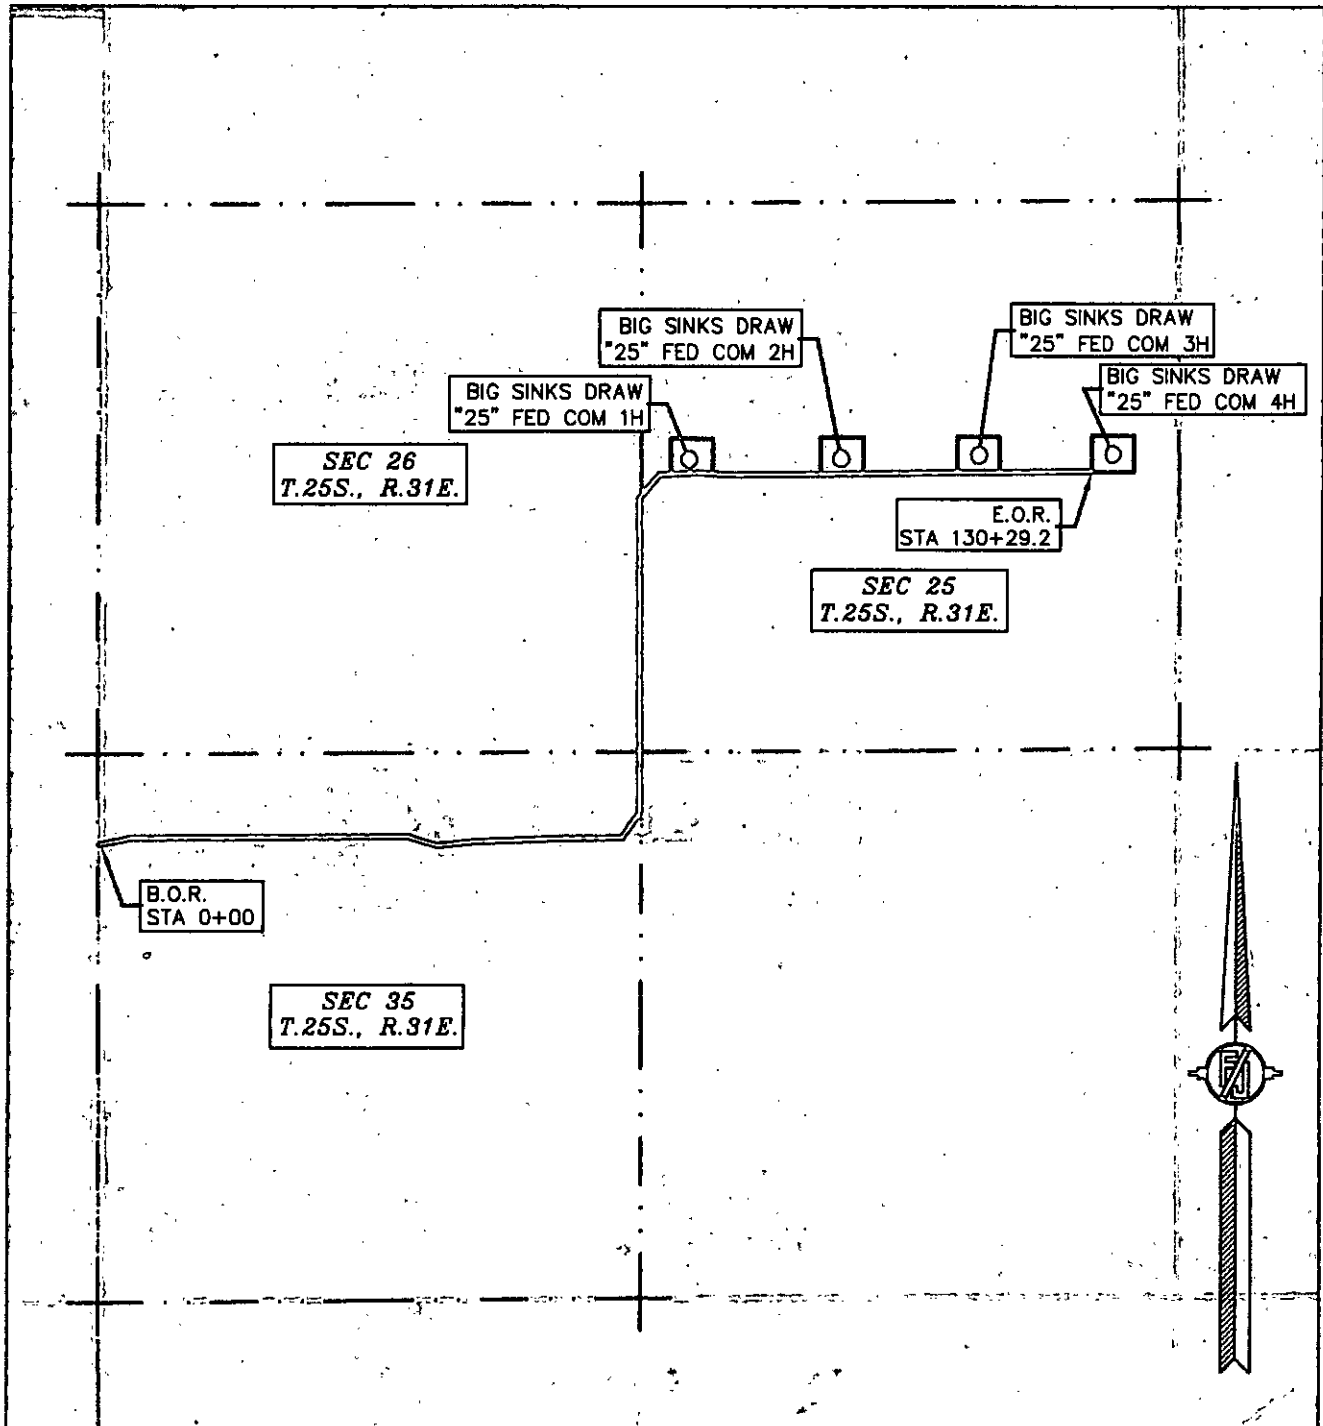 BIG SINKS DRAW
"25" FED COM 2H
BIG SINKS DRAW
"25" FED COM 3H
BIG SINKS DRAW
"25" FED COM 1H
BIG SINKS DRAW
"25" FED COM 4H
SEC 26
T.25S., R.31E.
E.O.R.
STA 130+29.2
SEC 25
T.25S., R.31E.
B.O.R.
STA 0+00
SEC 35
T.25S., R.31E.